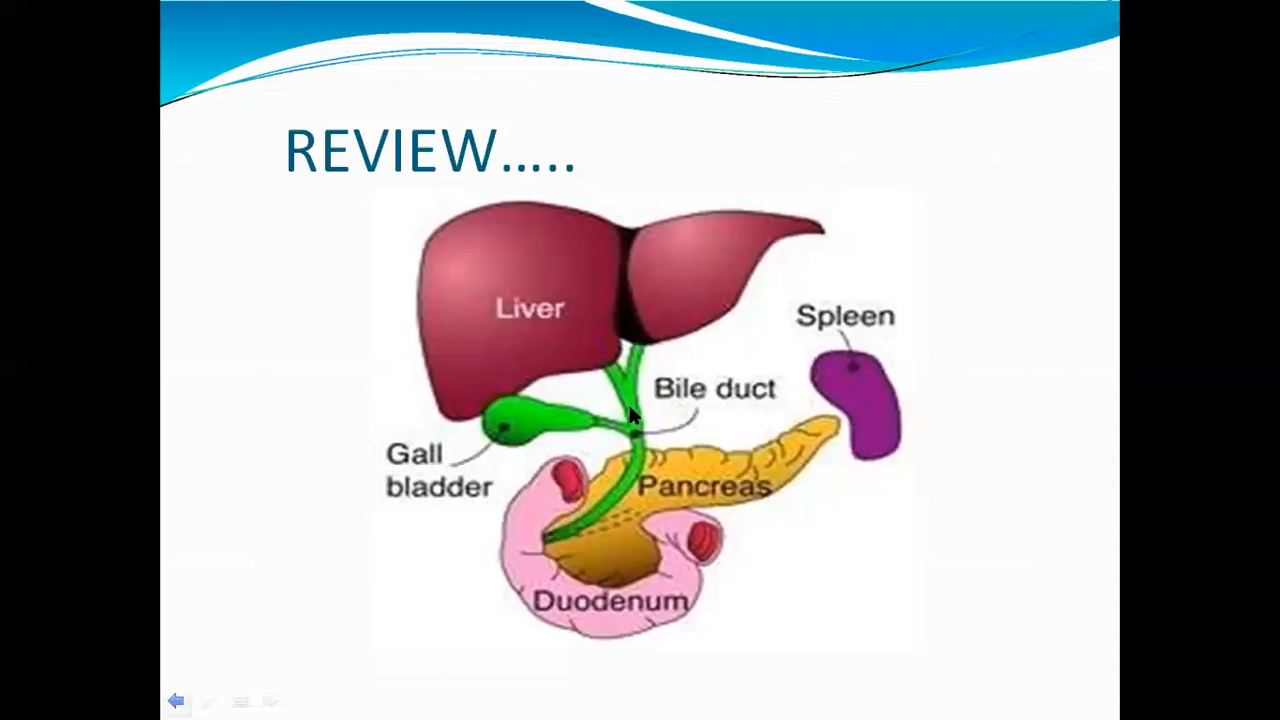 REVIEW.....
Liver
Spleen
Bile duct
Gall
bladder
Pancreas
Duodenum